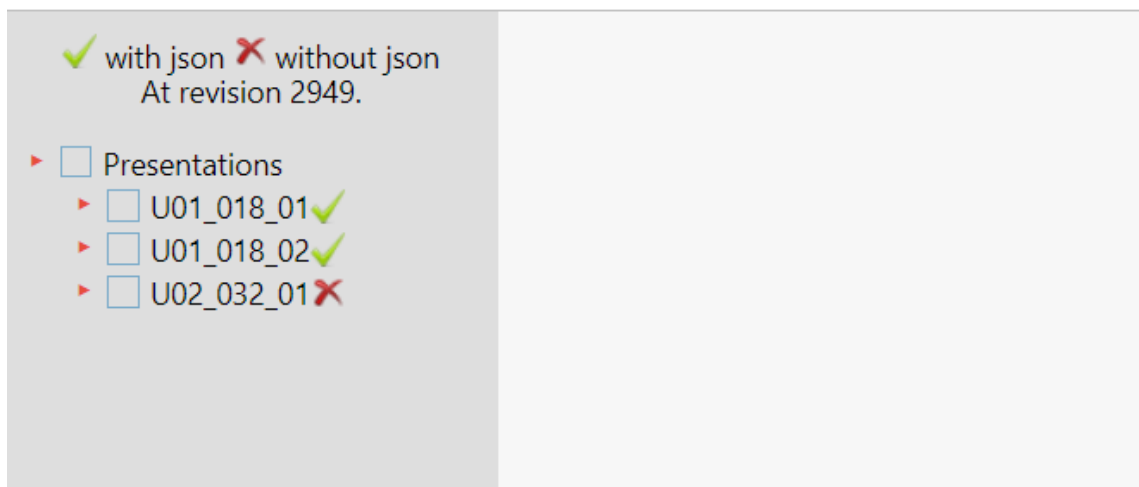 with json without json
At revision 2949.
Presentations
U01_018_01
U01_018_02
U02_032_01